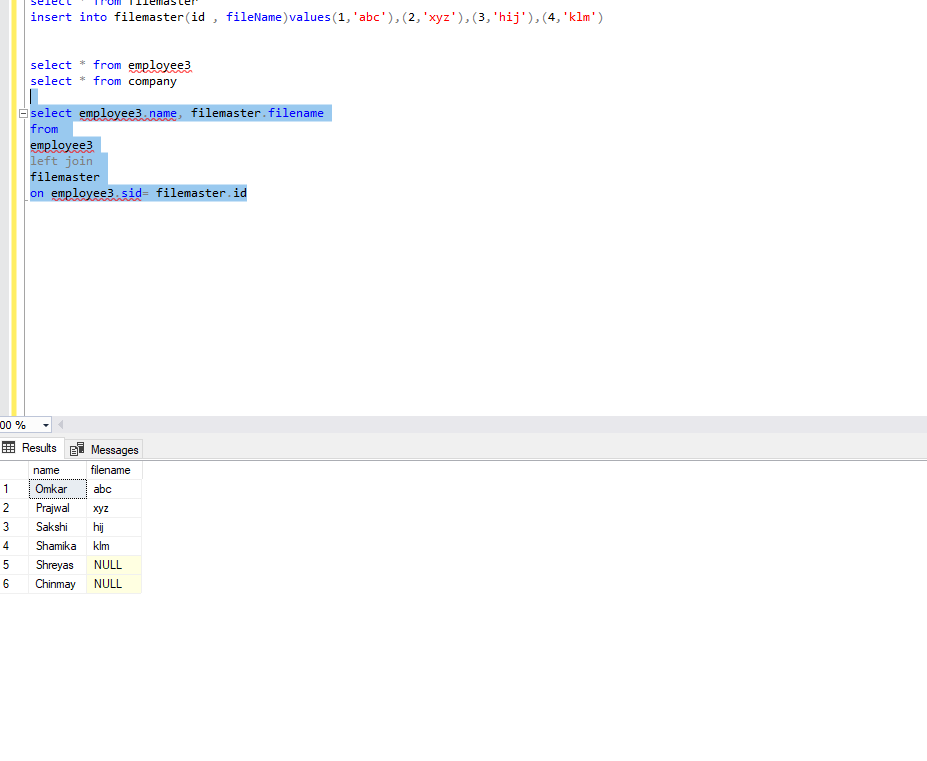 select * from filemaster
insert into filemaster(id , fileName)values(1,'abc'),(2,'xyz'),(3,'hij'),(4,'klm')
select * from employee3
select * from company
select employee3.name, filemaster.filename
from
employee3
left join
filemaster
on employee3.sid= filemaster.id
00 %
Results Messages
name filename
1 Omkar abc
2 Prajwal xyz
3 Sakshi hij
4 Shamika klm
5 Shreyas NULL
6 Chinmay NULL